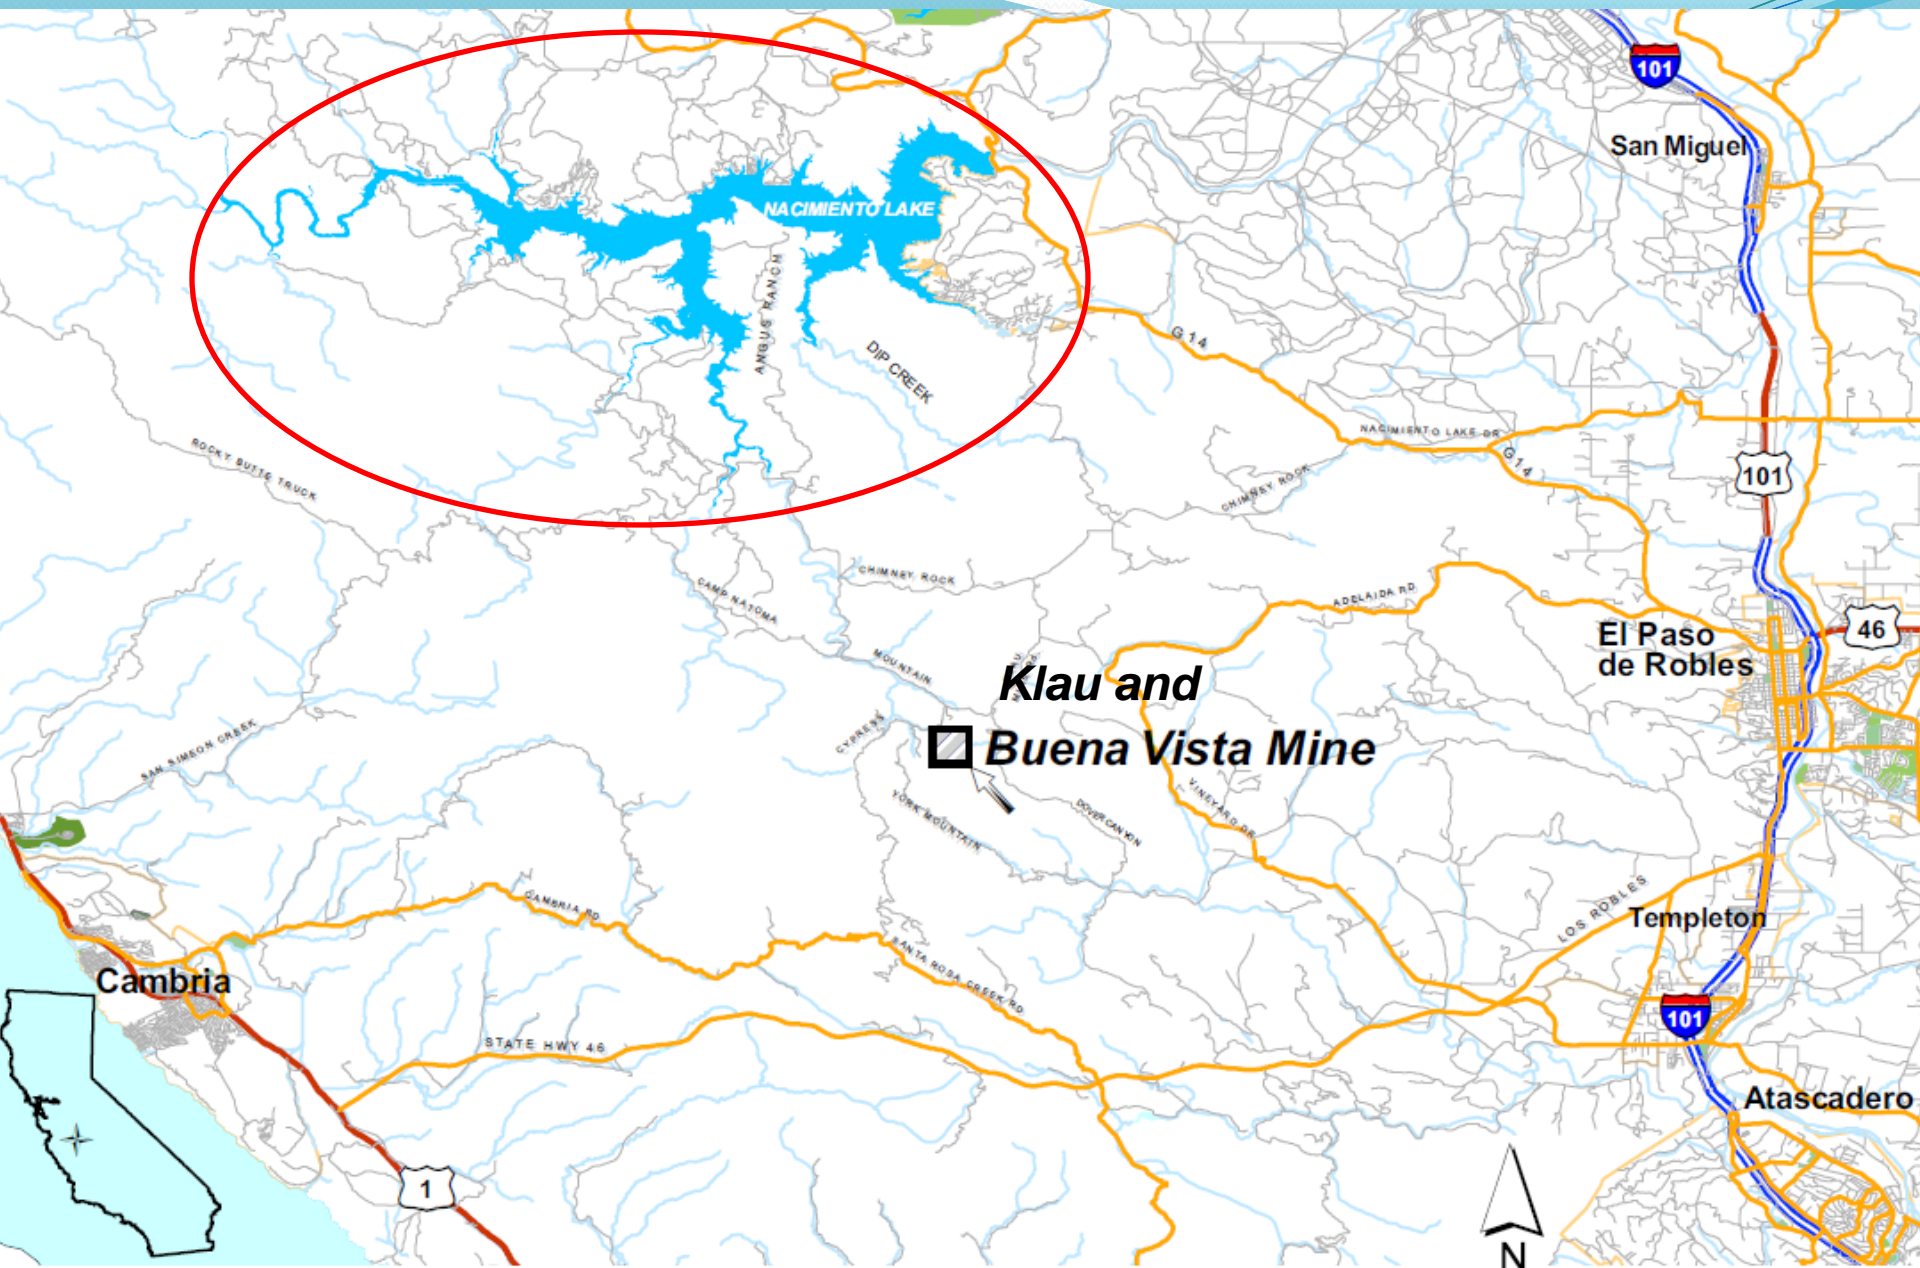 101
San Miguel
NACIMIENTO LAKE
ANGUS RANCH
DIP CREEK
G 14
NACIMIENTO LAKE DR
G14
ROCKY BUTTE TRUCK
101
CHIMNEY ROCK
CHIMNEY ROCK
CAMP NATOMA
ADELAIDA RD
46
El Paso
de Robles
MOUNTAIN
Klau and
Buena Vista Mine
CYPRESS
SAN SIMEON CREEK
YORK MOUNTAIN
DOVER CANYON
VINEYARD DR
CAMBRIA RD
LOS ROBLES
Templeton
SANTA ROSA CREEK RD
Cambria
STATE HWY 46
101
Atascadero
1
N